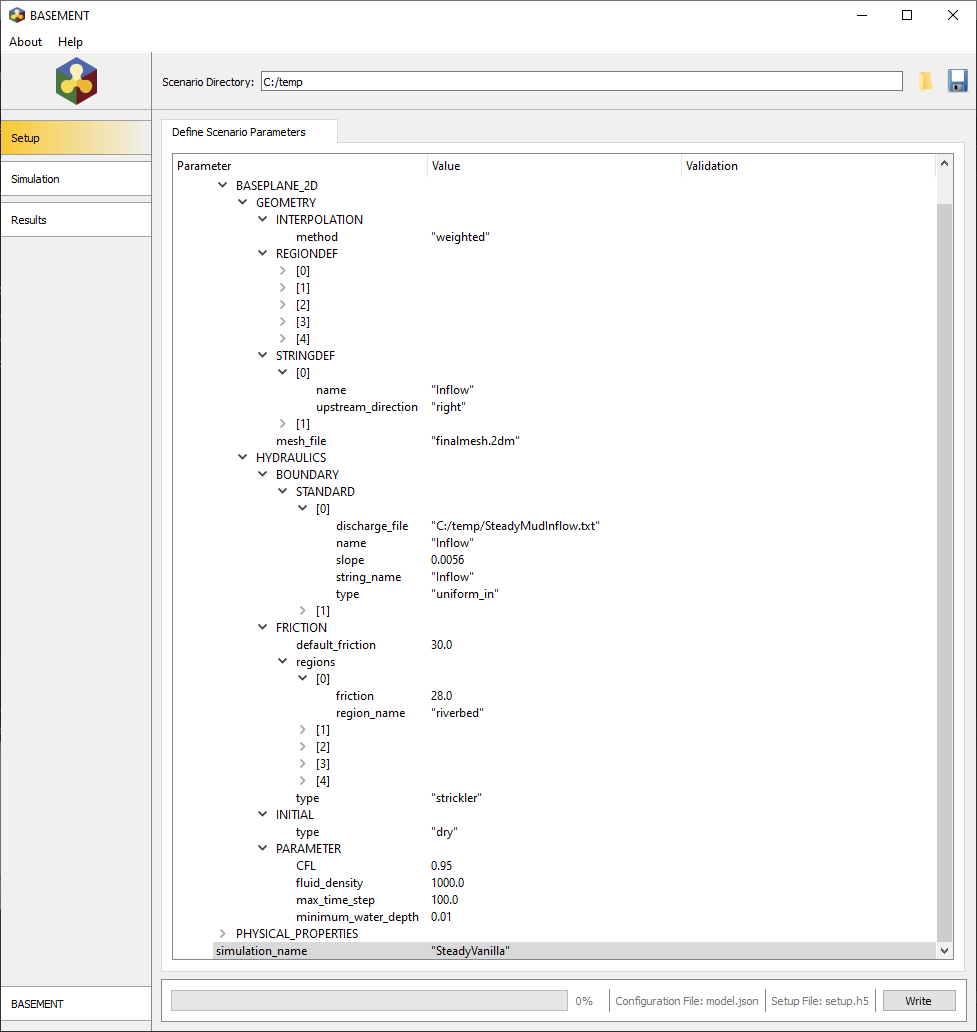 BASEMENT
About Help
Scenario Directory: C:/temp
Setup
Define Scenario Parameters
Parameter Value Validation
Simulation
BASEPLANE_2D
GEOMETRY
Results
INTERPOLATION
method "weighted"
REGIONDEF
[0]
[1]
[2]
[3]
[4]
STRINGDEF
[0]
name "Inflow"
upstream_direction "right"
[1]
mesh_file "finalmesh.2dm"
HYDRAULICS
BOUNDARY
STANDARD
[0]
discharge_file "C:/temp/SteadyMudInflow.txt"
name "Inflow"
slope 0.0056
string_name "Inflow"
type "uniform_in"
[1]
FRICTION
default_friction 30.0
regions
[0]
friction 28.0
region_name "riverbed"
[1]
[2]
[3]
[4]
type "strickler"
INITIAL
type "dry"
PARAMETER
CFL 0.95
fluid_density 1000.0
max_time_step 100.0
minimum_water_depth 0.01
PHYSICAL_PROPERTIES
simulation_name "SteadyVanilla"
BASEMENT
0% Configuration File: model.json Setup File: setup.h5 Write